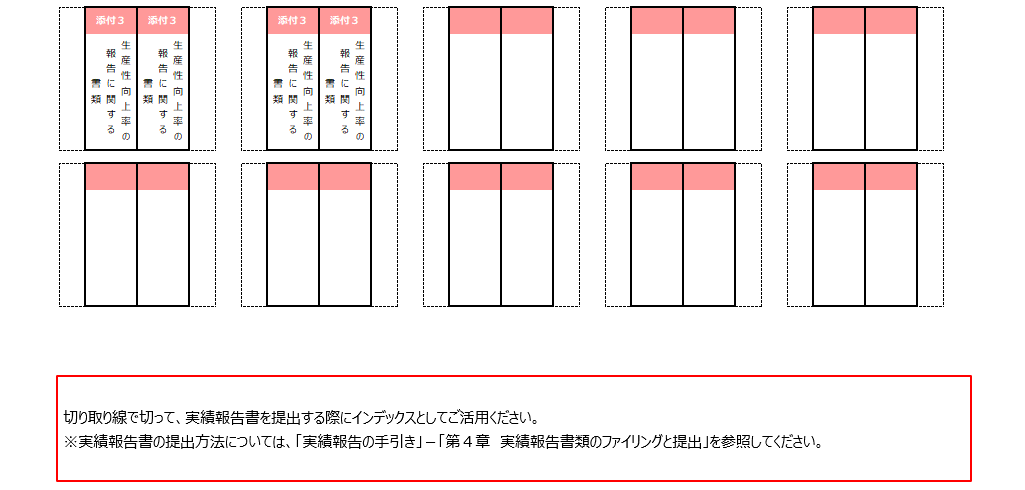 添付３
生産性向上率の
報告に関する
書類
添付３
生産性向上率の
報告に関する
書類
添付３
生産性向上率の
報告に関する
書類
添付３
生産性向上率の
報告に関する
書類
切り取り線で切って、実績報告書を提出する際にインデックスとしてご活用ください。
※実績報告書の提出方法については、「実績報告の手引き」－「第４章　実績報告書類のファイリングと提出」を参照してください。